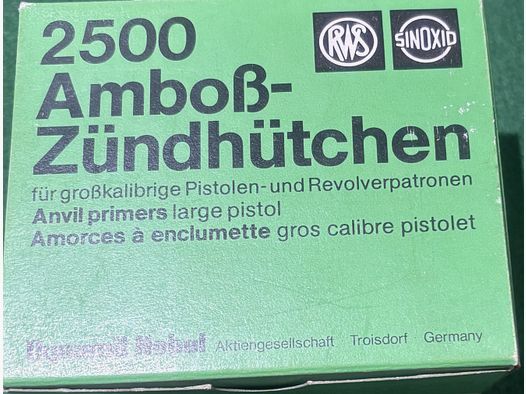 2500
RWS SINOXID
Amboß-
Zündhütchen
für großkalibrige Pistolen-und Revolverpatronen
Anvil primers large pistol
Amorces à enclumette gros calibre pistolet
Dynamit Nobel Aktiengesellschaft Troisdorf Germany